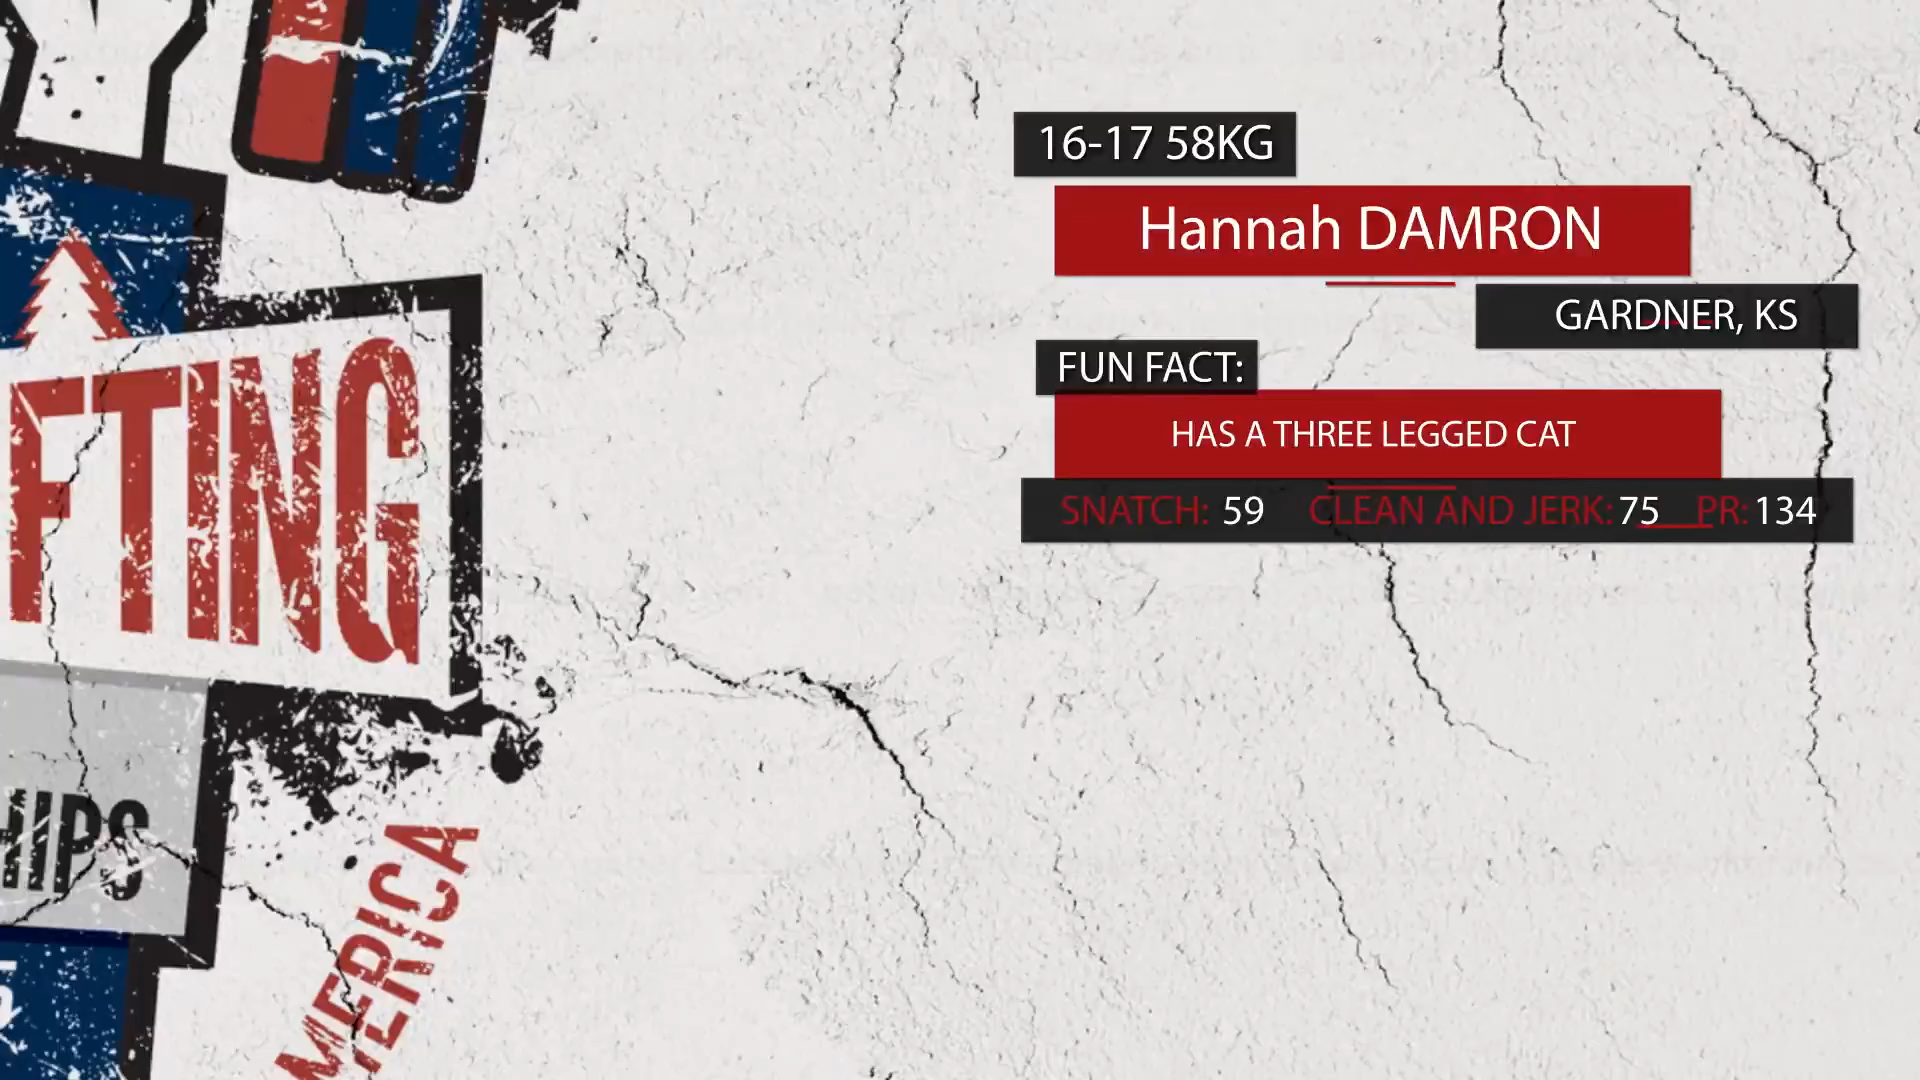 16-17 58KG
Hannah DAMRON
GARDNER, KS
FUN FACT:
HAS A THREE LEGGED CAT
SNATCH: 59 CLEAN AND JERK: 75 PR: 134
FTING
HIPS
MERICA